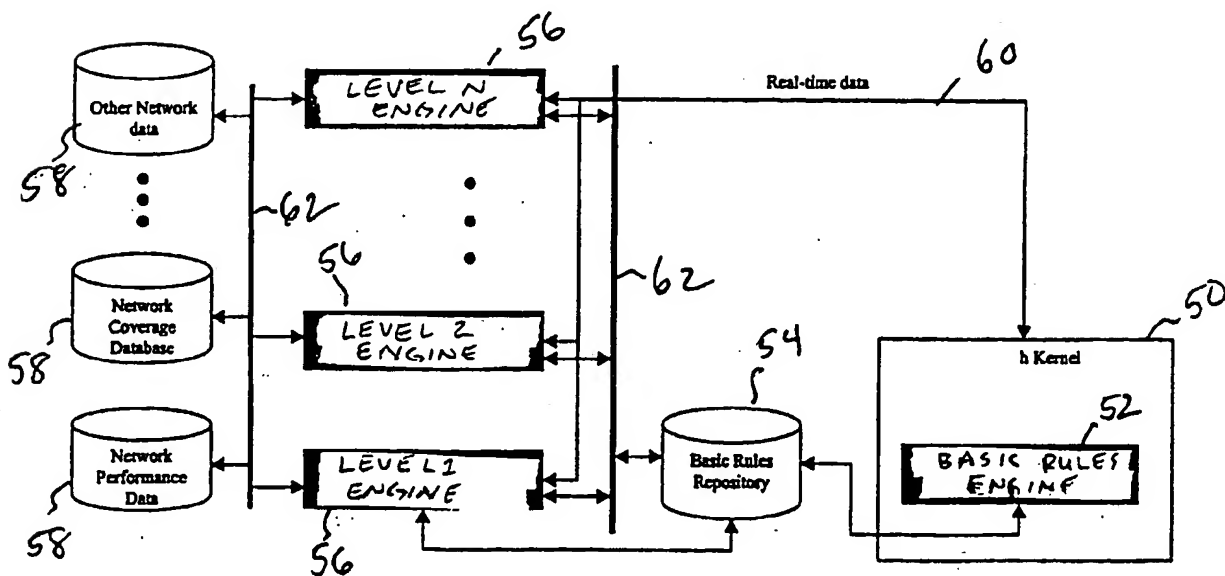 56
60
Other Network
data
LEVEL N
ENGINE
Real-time data
58
62
56
62
50
Network
Coverage
Database
LEVEL 2
ENGINE
54
h Kernel
58
52
Network
Performance
Data
LEVEL 1
ENGINE
Basic Rules
Repository
BASIC RULES
ENGINE
58
56